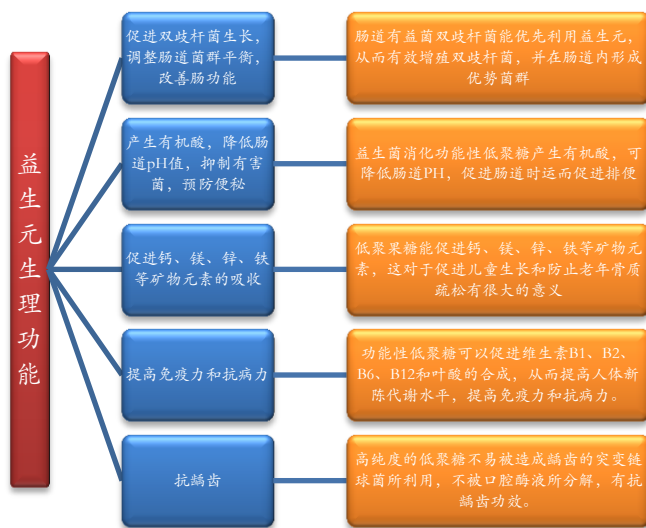 益生元生理功能
促进双歧杆菌生长，
调整肠道菌群平衡，
改善肠功能
肠道有益菌双歧杆菌能优先利用益生元，
从而有效增殖双歧杆菌，并在肠道内形成
优势菌群
产生有机酸，降低肠
道pH值，抑制有害
菌，预防便秘
益生菌消化功能性低聚糖产生有机酸，可
降低肠道PH，促进肠道时运而促进排便
促进钙、镁、锌、铁
等矿物元素的吸收
低聚果糖能促进钙、镁、锌、铁等矿物元
素，这对于促进儿童生长和防止老年骨质
疏松有很大的意义
提高免疫力和抗病力
功能性低聚糖可以促进维生素B1、B2、
B6、B12和叶酸的合成，从而提高人体新
陈代谢水平，提高免疫力和抗病力。
抗龋齿
高纯度的低聚糖不易被造成龋齿的突变链
球菌所利用，不被口腔酶液所分解，有抗
龋齿功效。